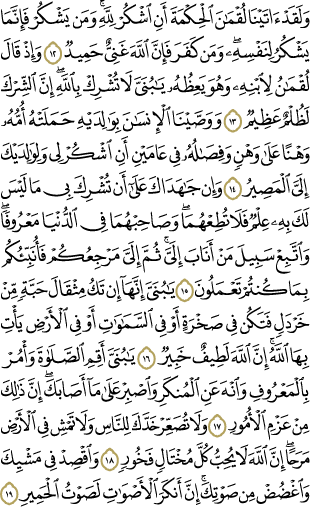 وَلَقَدۡ ءَاتَيۡنَا لُقۡمَٰنَ ٱلۡحِكۡمَةَ أَنِ ٱشۡكُرۡ لِلَّهِۚ وَمَن يَشۡكُرۡ فَإِنَّمَا
يَشۡكُرُ لِنَفۡسِهِۦۖ وَمَن كَفَرَ فَإِنَّ ٱللَّهَ غَنِيٌّ حَمِيدٞ ١٢ وَإِذۡ قَالَ
لُقۡمَٰنُ لِٱبۡنِهِۦ وَهُوَ يَعِظُهُۥ يَٰبُنَيَّ لَا تُشۡرِكۡ بِٱللَّهِۖ إِنَّ ٱلشِّرۡكَ
لَظُلۡمٌ عَظِيمٞ ١٣ وَوَصَّيۡنَا ٱلۡإِنسَٰنَ بِوَٰلِدَيۡهِ حَمَلَتۡهُ أُمُّهُۥ
وَهۡنًا عَلَىٰ وَهۡنٖ وَفِصَٰلُهُۥ فِي عَامَيۡنِ أَنِ ٱشۡكُرۡ لِي وَلِوَٰلِدَيۡكَ
إِلَيَّ ٱلۡمَصِيرُ ١٤ وَإِن جَٰهَدَاكَ عَلَىٰٓ أَن تُشۡرِكَ بِي مَا لَيۡسَ
لَكَ بِهِۦ عِلۡمٞ فَلَا تُطِعۡهُمَاۖ وَصَاحِبۡهُمَا فِي ٱلدُّنۡيَا مَعۡرُوفٗاۖ
وَٱتَّبِعۡ سَبِيلَ مَنۡ أَنَابَ إِلَيَّۚ ثُمَّ إِلَيَّ مَرۡجِعُكُمۡ فَأُنَبِّئُكُم
بِمَا كُنتُمۡ تَعۡمَلُونَ ١٥ يَٰبُنَيَّ إِنَّهَآ إِن تَكُ مِثۡقَالَ حَبَّةٖ مِّنۡ
خَرۡدَلٖ فَتَكُن فِي صَخۡرَةٍ أَوۡ فِي ٱلسَّمَٰوَٰتِ أَوۡ فِي ٱلۡأَرۡضِ يَأۡتِ
بِهَا ٱللَّهُۚ إِنَّ ٱللَّهَ لَطِيفٌ خَبِيرٞ ١٦ يَٰبُنَيَّ أَقِمِ ٱلصَّلَوٰةَ وَأۡمُرۡ
بِٱلۡمَعۡرُوفِ وَٱنۡهَ عَنِ ٱلۡمُنكَرِ وَٱصۡبِرۡ عَلَىٰ مَآ أَصَابَكَۖ إِنَّ ذَٰلِكَ
مِنۡ عَزۡمِ ٱلۡأُمُورِ ١٧ وَلَا تُصَعِّرۡ خَدَّكَ لِلنَّاسِ وَلَا تَمۡشِ فِي ٱلۡأَرۡضِ
مَرَحًاۖ إِنَّ ٱللَّهَ لَا يُحِبُّ كُلَّ مُخۡتَالٖ فَخُورٖ ١٨ وَٱقۡصِدۡ فِي مَشۡيِكَ
وَٱغۡضُضۡ مِن صَوۡتِكَۚ إِنَّ أَنكَرَ ٱلۡأَصۡوَٰتِ لَصَوۡتُ ٱلۡحَمِيرِ ١٩